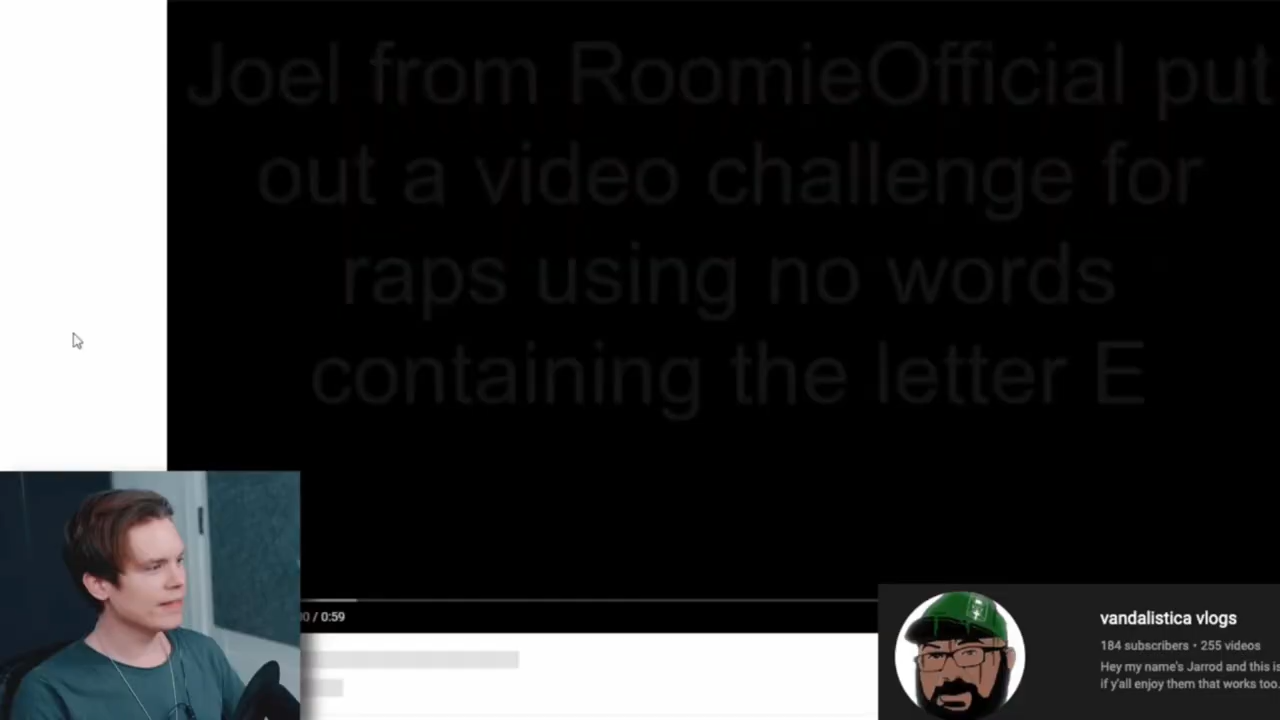 Joel from RoomieOfficial put
out a video challenge for
raps using no words
containing the letter E
/ 0:59
vandalistica vlogs
184 subscribers • 255 videos
Hey my name's Jarrod and this is
if y'all enjoy them that works too.